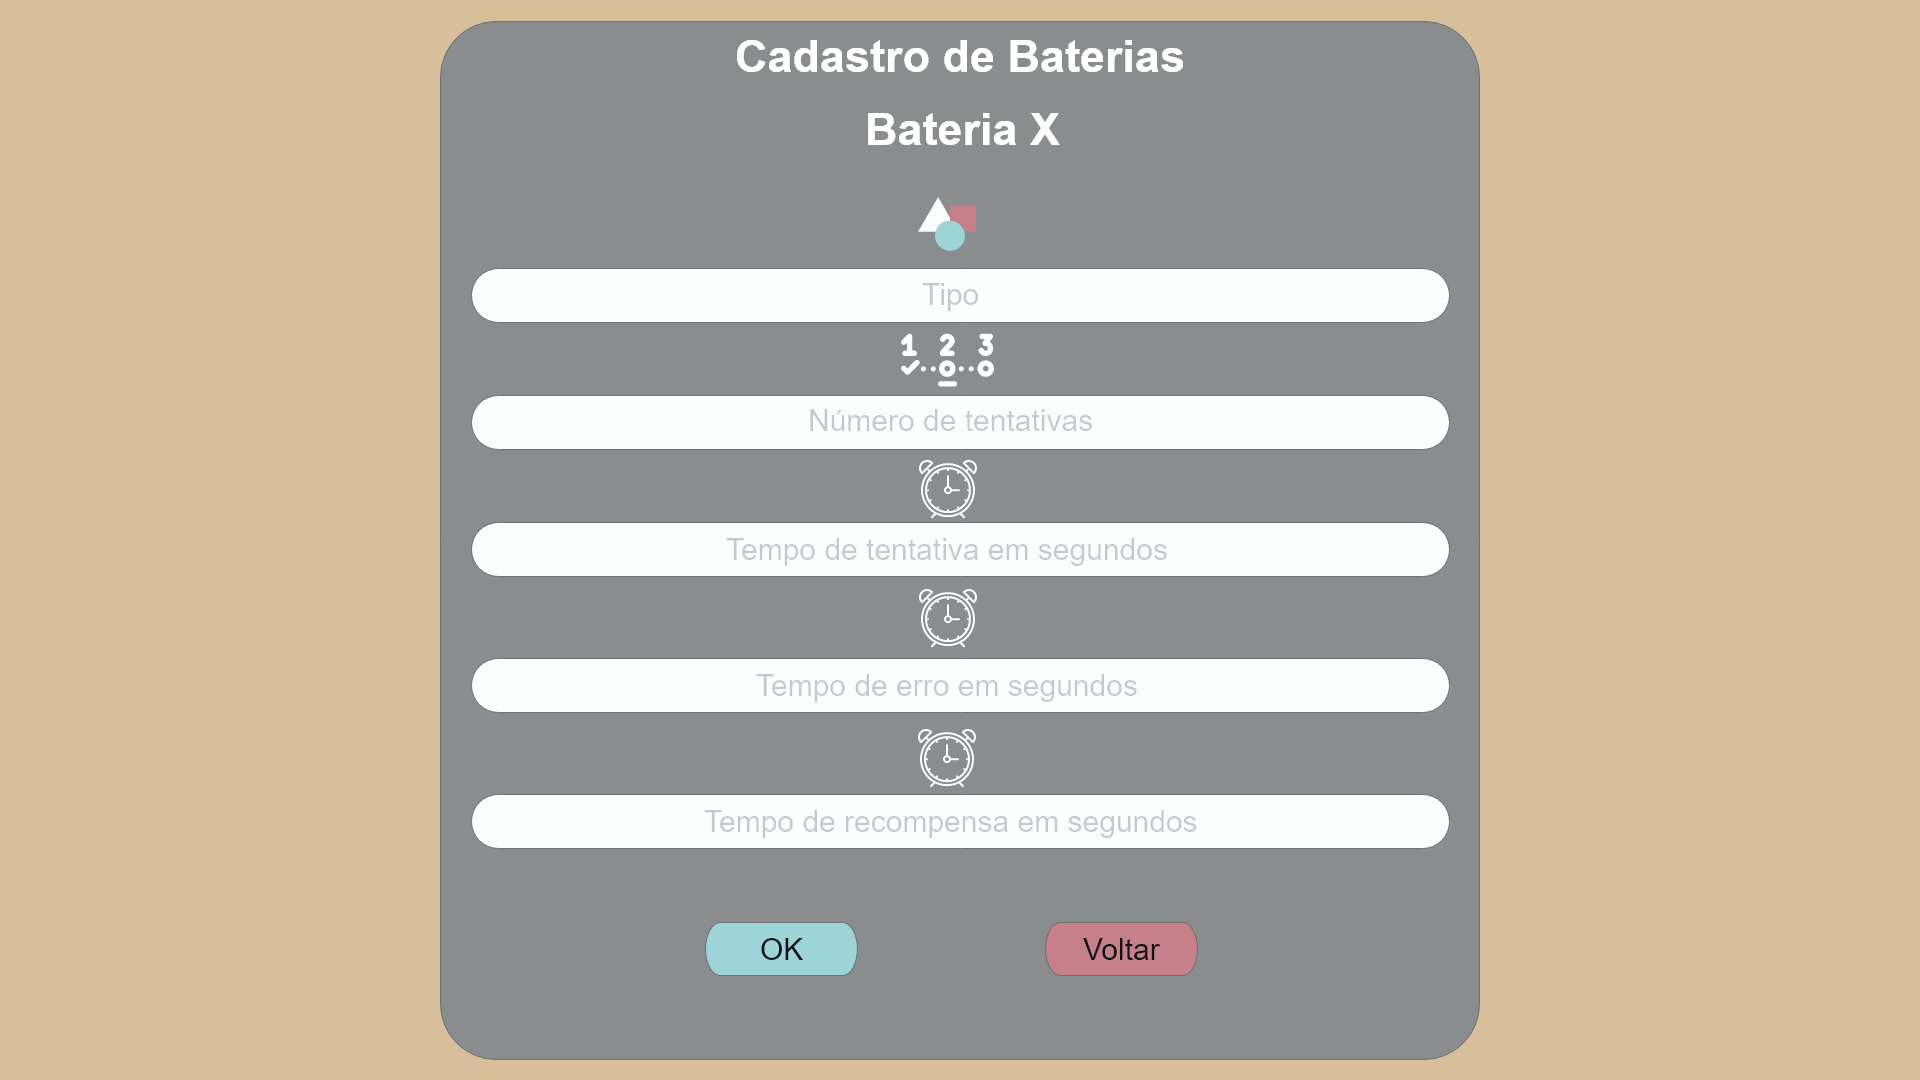 Cadastro de Baterias
Bateria X
Tipo
1 2 3
Número de tentativas
Tempo de tentativa em segundos
Tempo de erro em segundos
Tempo de recompensa em segundos
OK
Voltar